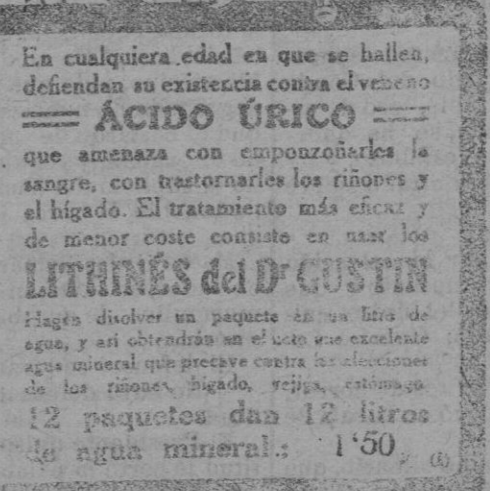 En cualquiera edad en que se hallen,
defiendan su existencia contra el veneno
ÁCIDO ÚRICO
que amenaza con emponzoñarles la
sangre, con trastornarles los riñones y
el hígado. El tratamiento más eficaz y
de menor coste consiste en usar los
LITHINÉS del Dr GUSTIN
Hagan disolver un paquete en un litro de
agua, y así obtendrán en el acto una excelente
agua mineral que precave contra las afecciones
de los riñones, hígado, vejiga, estómago
12 paquetes dan 12 litros
de agua mineral.: 1'50